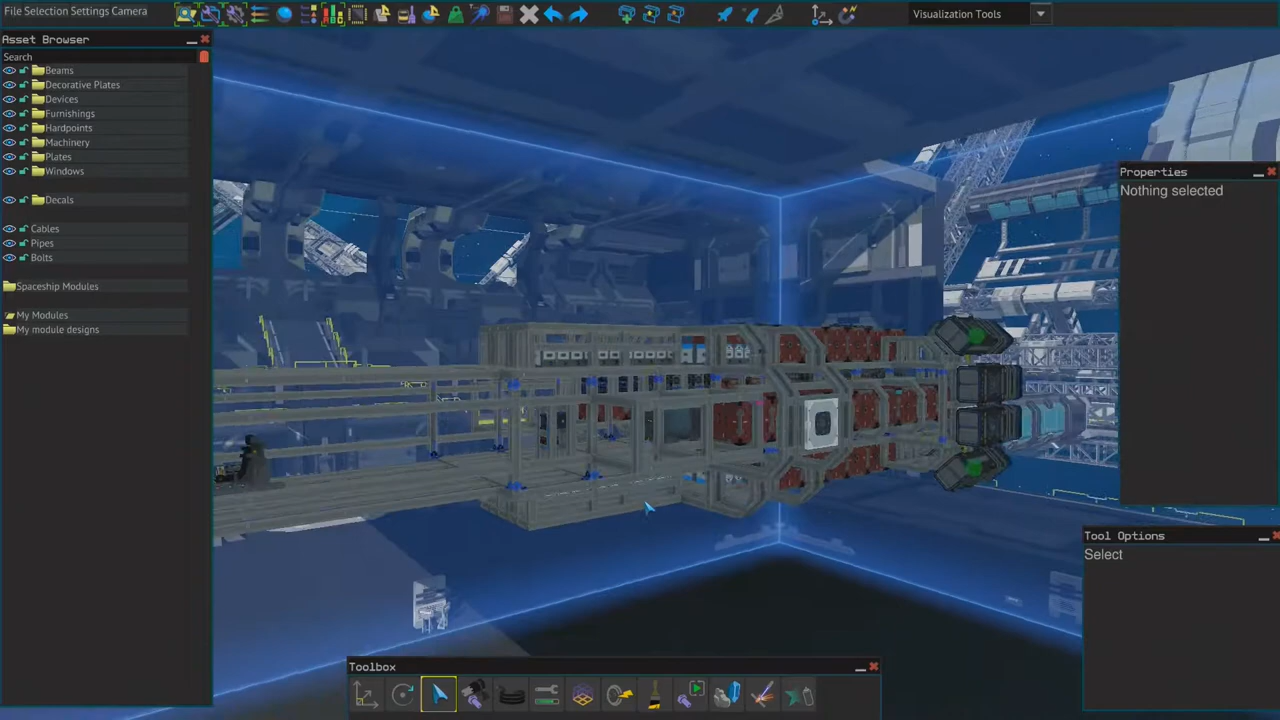 File Selection Settings Camera
Visualization Tools
Asset Browser
Search
Beams
Decorative Plates
Devices
Furnishings
Hardpoints
Machinery
Plates
Windows
Decals
Cables
Pipes
Bolts
Spaceship Modules
My Modules
My module designs
Properties
Nothing selected
Tool Options
Select
Toolbox